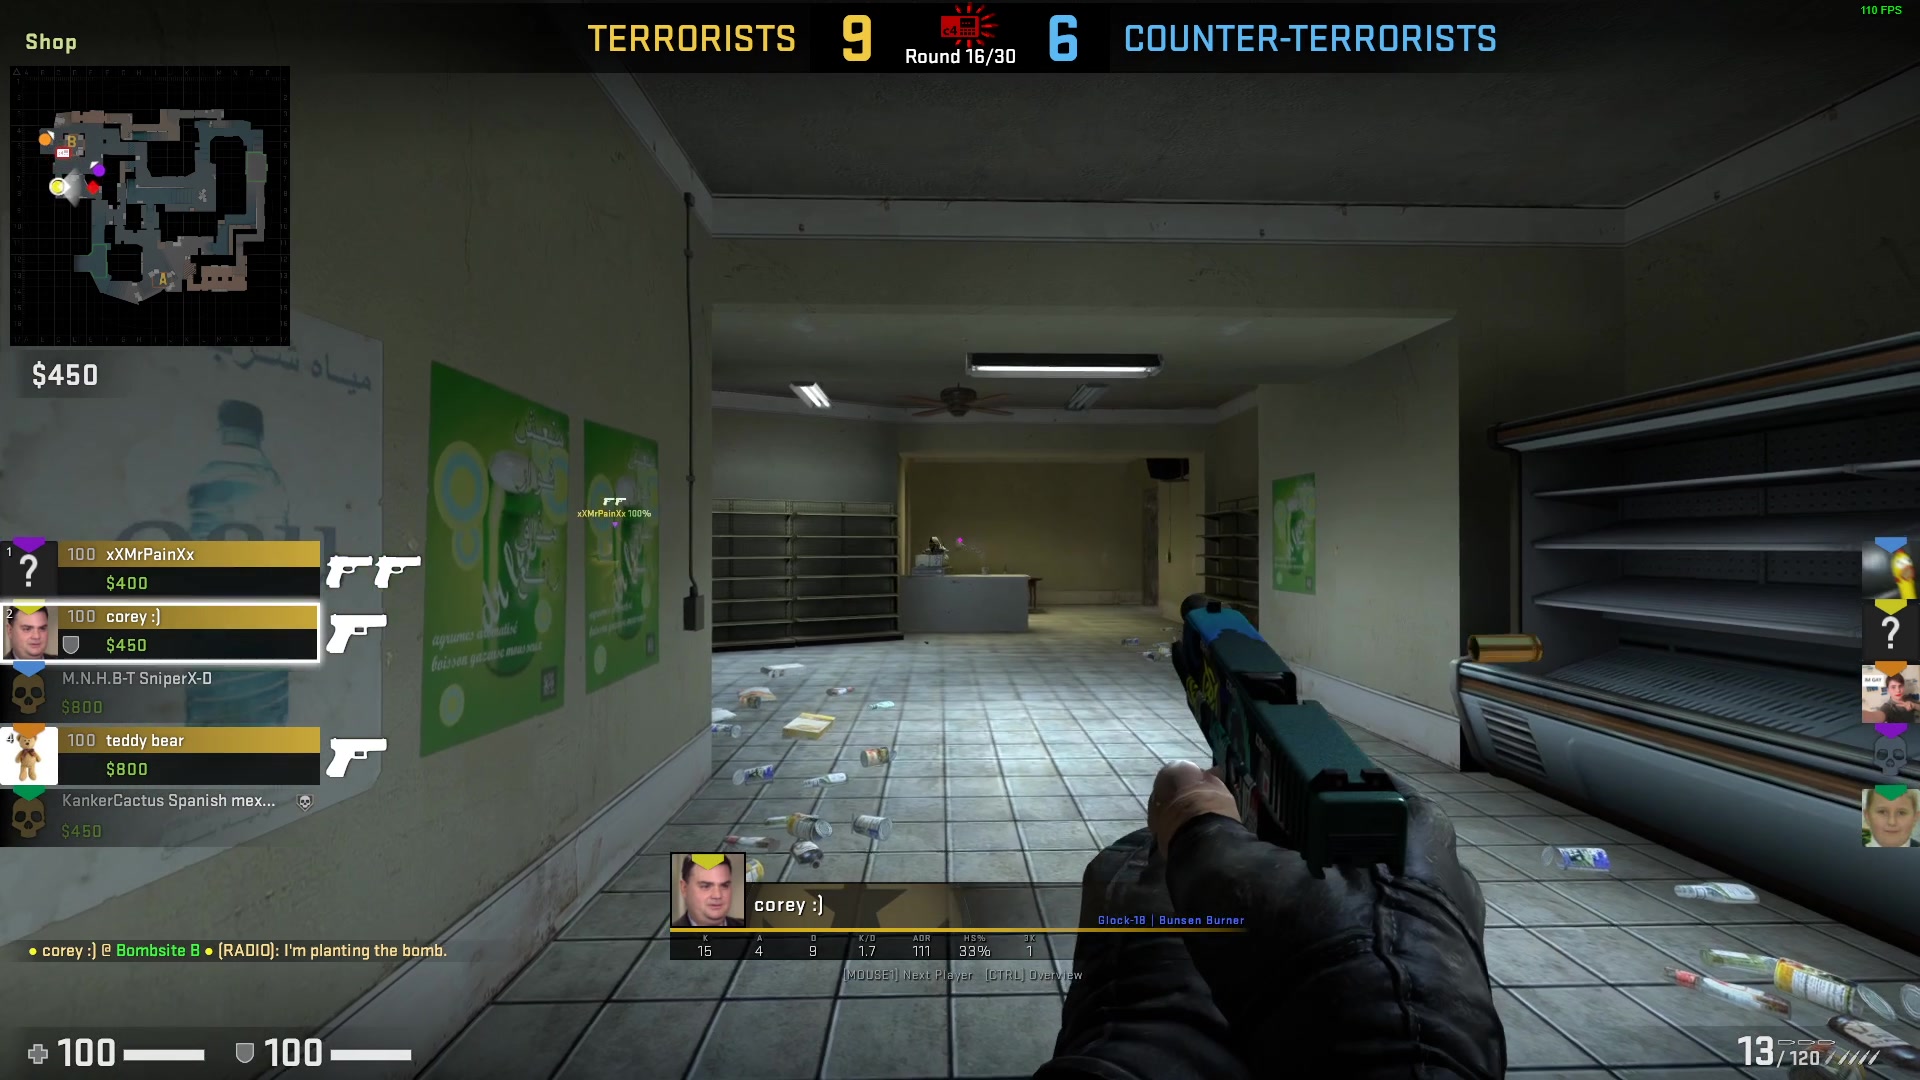 110 FPS
Shop
TERRORISTS 9
Round 16/30
6 COUNTER-TERRORISTS
B
A
$450
xXMrPainXx 100%
1
?
100 xXMrPainXx
$400
2
100 corey :)
$450
M.N.H.B-T SniperX-D
$800
4
100 teddy bear
$800
KankerCactus Spanish mex...
$450
?
corey :)
Glock-18 | Bunsen Burner
K A D K/D ADR HS% 3K
15 4 9 1.7 111 33% 1
[MOUSE1] Next Player [CTRL] Overview
• corey :) @ Bombsite B • (RADIO): I'm planting the bomb.
100 100
13 / 120